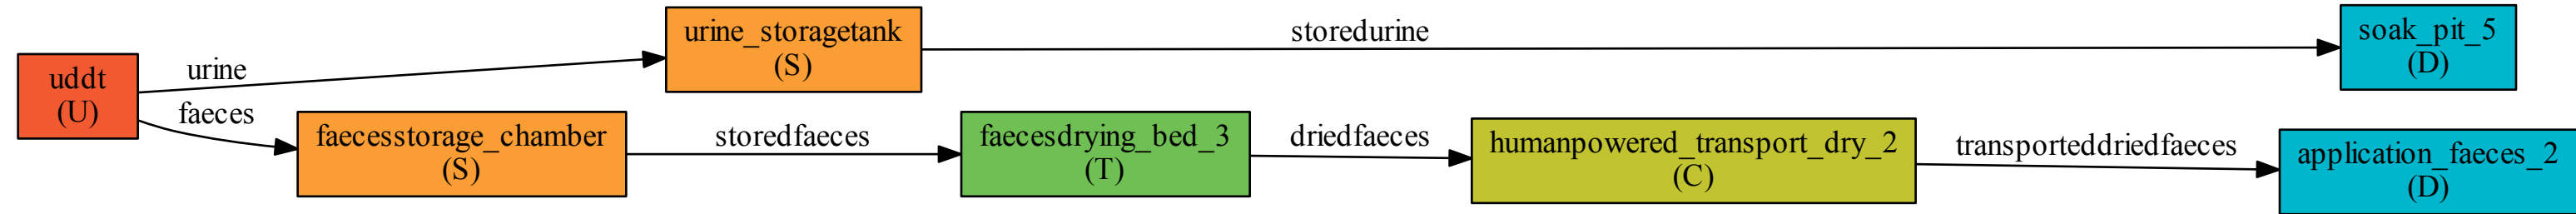 uddt
(U)
urine
faeces
urine_storagetank
(S)
storedurine
soak_pit_5
(D)
faecesstorage_chamber
(S)
storedfaeces
faecesdrying_bed_3
(T)
driedfaeces
humanpowered_transport_dry_2
(C)
transporteddriedfaeces
application_faeces_2
(D)